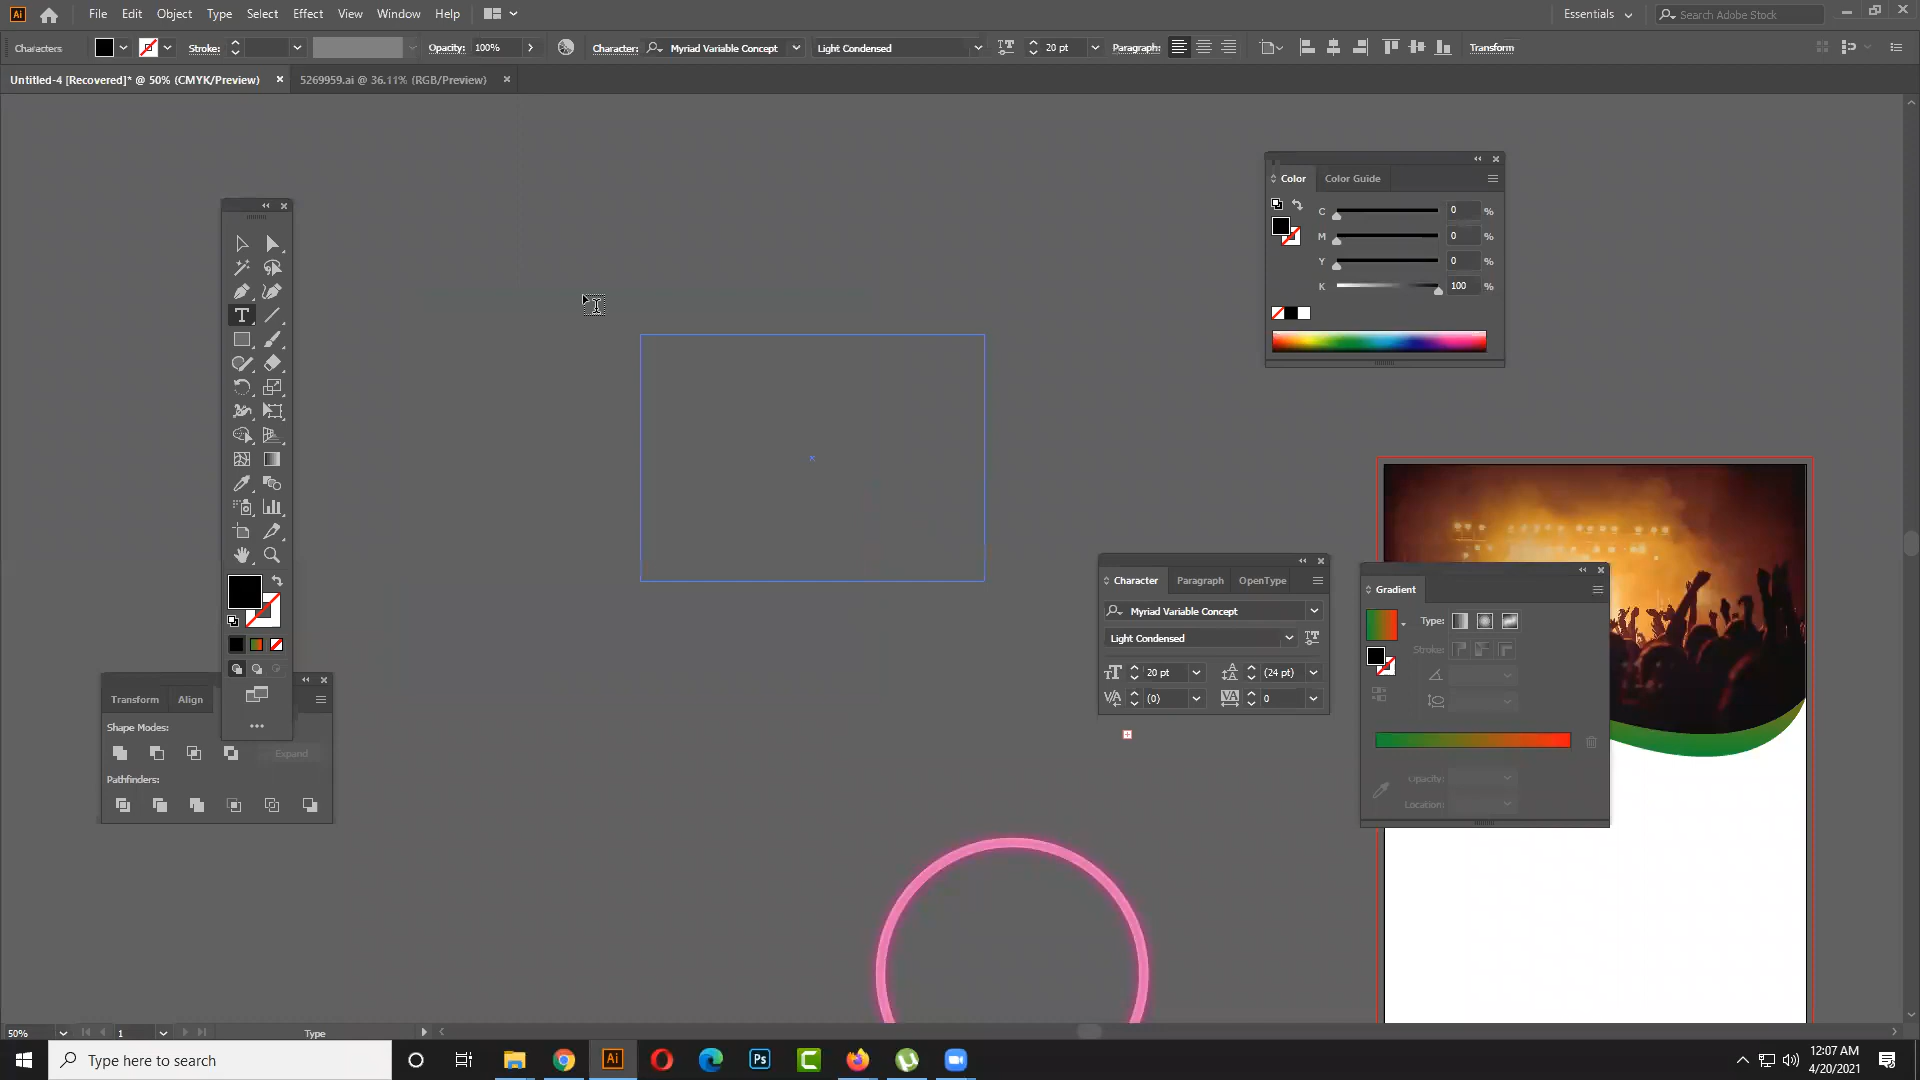 Ai File Edit Object Type Select Effect View Window Help Essentials Search Adobe Stock
Characters Stroke: Opacity: 100% Character: Myriad Variable Concept Light Condensed 20 pt Paragraph: Transform
Untitled-4 [Recovered]* @ 50% (CMYK/Preview) 5269959.ai @ 36.11% (RGB/Preview)
Color Color Guide
C 0 %
M 0 %
Y 0 %
K 100 %
Character Paragraph OpenType
Myriad Variable Concept
Light Condensed
20 pt (24 pt)
(0) 0
Gradient
Type:
Stroke:
Opacity:
Location:
Transform Align
Shape Modes:
Expand
Pathfinders:
50% 1 Type
Type here to search
Ai
Ps
12:07 AM
4/20/2021